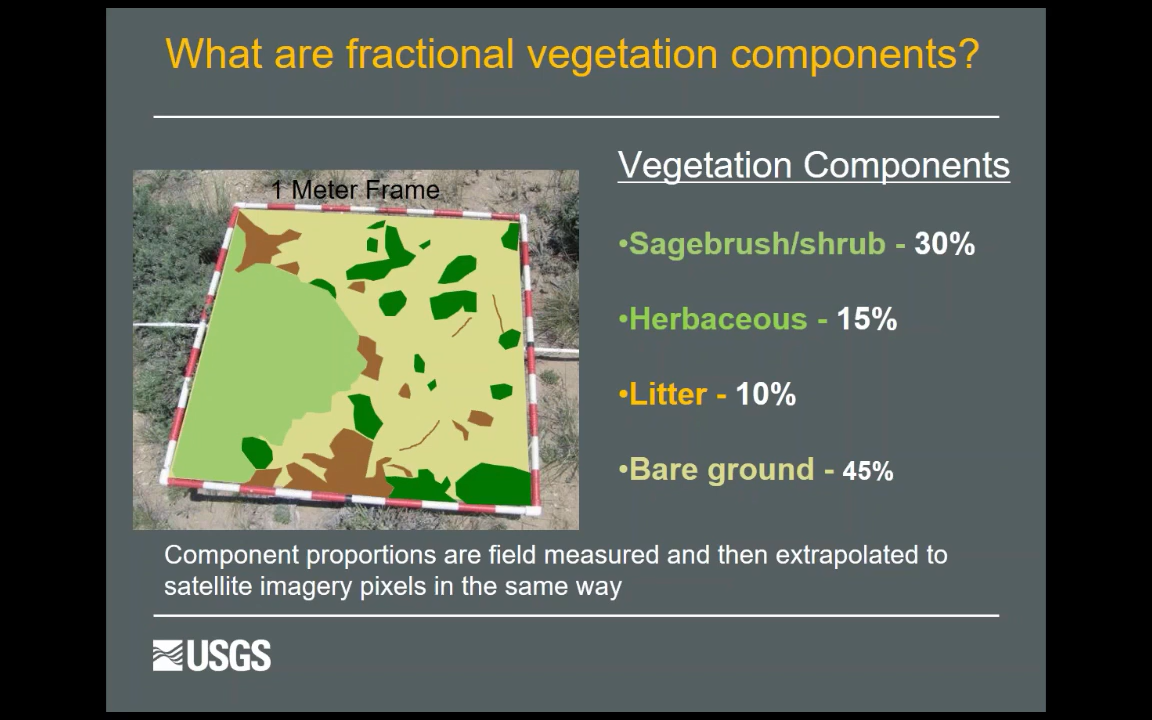 What are fractional vegetation components?
1 Meter Frame
Vegetation Components
•Sagebrush/shrub - 30%
•Herbaceous - 15%
•Litter - 10%
•Bare ground - 45%
Component proportions are field measured and then extrapolated to
satellite imagery pixels in the same way
USGS